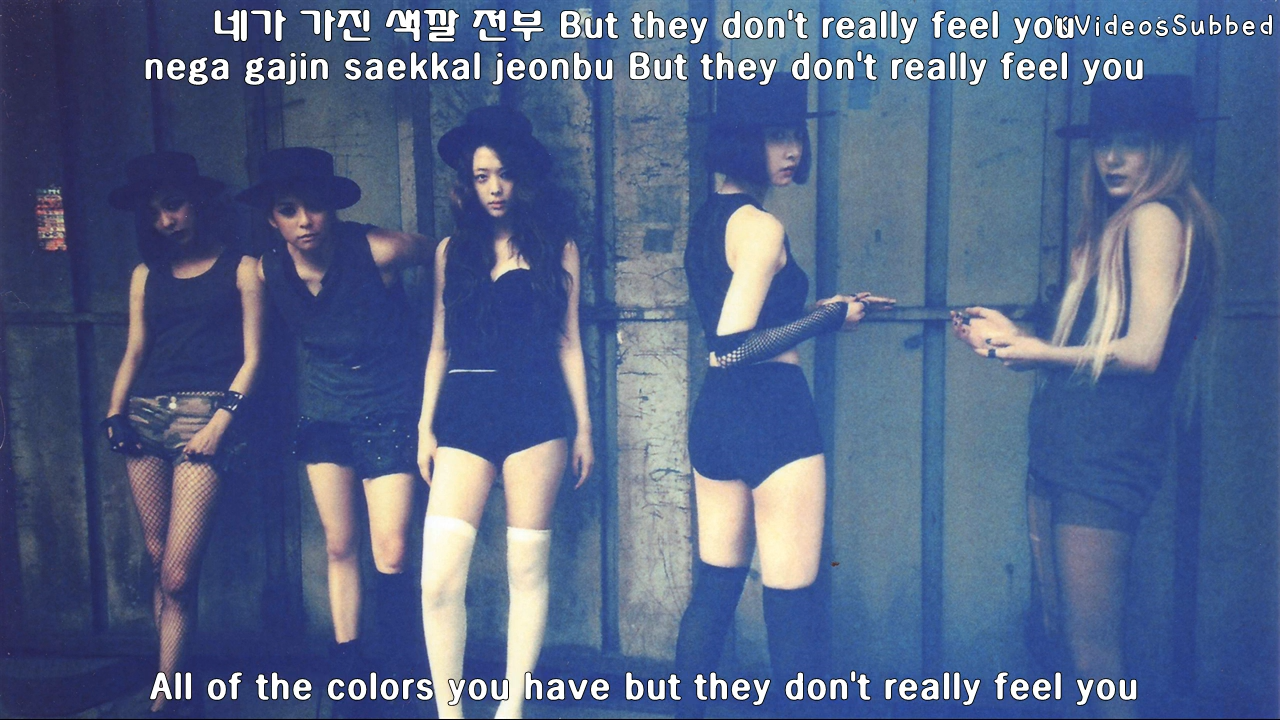 네가 가진 색깔 전부 But they don't really feel you
VideosSubbed
nega gajin saekkal jeonbu But they don't really feel you
All of the colors you have but they don't really feel you